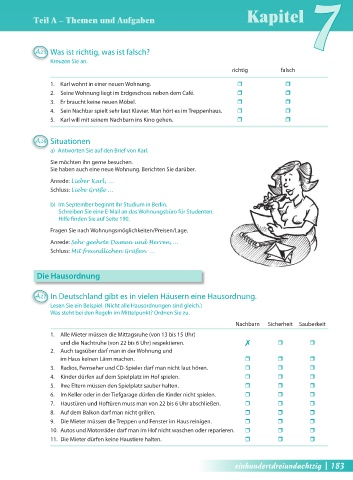 Teil A – Themen und Aufgaben
Kapitel 7
Was ist richtig, was ist falsch?
Kreuzen Sie an.
richtig falsch
1. Karl wohnt in einer neuen Wohnung.
2. Seine Wohnung liegt im Erdgeschoss neben dem Café.
3. Er braucht keine neuen Möbel.
4. Sein Nachbar spielt sehr laut Klavier. Man hört es im Treppenhaus.
5. Karl will mit seinem Nachbarn ins Kino gehen.
Situationen
a) Antworten Sie auf den Brief von Karl.
Sie möchten ihn gerne besuchen.
Sie haben auch eine neue Wohnung. Berichten Sie darüber.
Anrede: Lieber Karl, …
Schluss: Liebe Grüße …
b) Im September beginnt Ihr Studium in Berlin.
Schreiben Sie eine E-Mail an das Wohnungsbüro für Studenten.
Hilfe finden Sie auf Seite 190.
Fragen Sie nach Wohnungsmöglichkeiten/Preisen/Lage.
Anrede: Sehr geehrte Damen und Herren, …
Schluss: Mit freundlichen Grüßen …
Die Hausordnung
In Deutschland gibt es in vielen Häusern eine Hausordnung.
Lesen Sie ein Beispiel. (Nicht alle Hausordnungen sind gleich.)
Was steht bei den Regeln im Mittelpunkt? Ordnen Sie zu.
Nachbarn Sicherheit Sauberkeit
1. Alle Mieter müssen die Mittagsruhe (von 13 bis 15 Uhr)
und die Nachtruhe (von 22 bis 6 Uhr) respektieren. ✗
2. Auch tagsüber darf man in der Wohnung und
im Haus keinen Lärm machen.
3. Radios, Fernseher und CD-Spieler darf man nicht laut hören.
4. Kinder dürfen auf dem Spielplatz im Hof spielen.
5. Ihre Eltern müssen den Spielplatz sauber halten.
6. Im Keller oder in der Tiefgarage dürfen die Kinder nicht spielen.
7. Haustüren und Hoftüren muss man von 22 bis 6 Uhr abschließen.
8. Auf dem Balkon darf man nicht grillen.
9. Die Mieter müssen die Treppen und Fenster im Haus reinigen.
10. Autos und Motorräder darf man im Hof nicht waschen oder reparieren.
11. Die Mieter dürfen keine Haustiere halten.
einhundertdreiundachtzig | 183